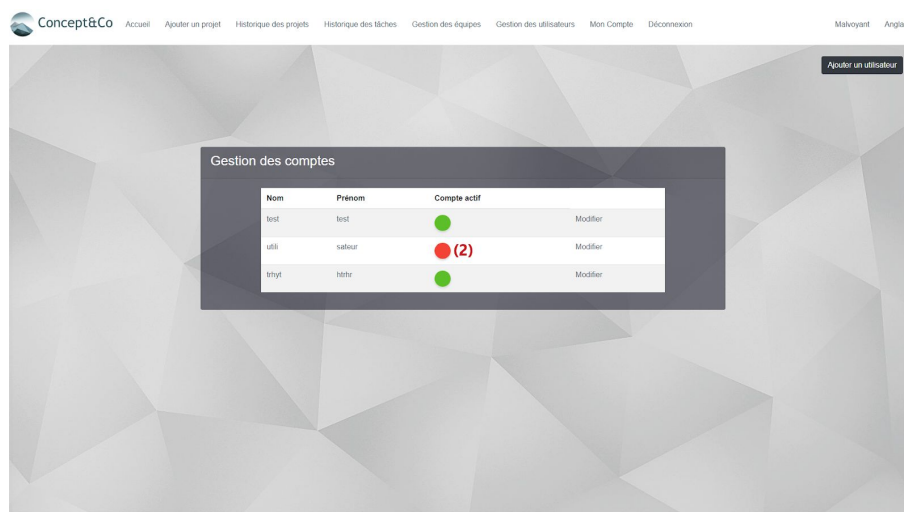 Concept&Co Accueil Ajouter un projet Historique des projets Historique des tâches Gestion des équipes Gestion des utilisateurs Mon Compte Déconnexion Malvoyant Angla
Ajouter un utilisateur
Gestion des comptes
Nom Prénom Compte actif
test test Modifier
utili sateur (2) Modifier
trhyt htrhr Modifier